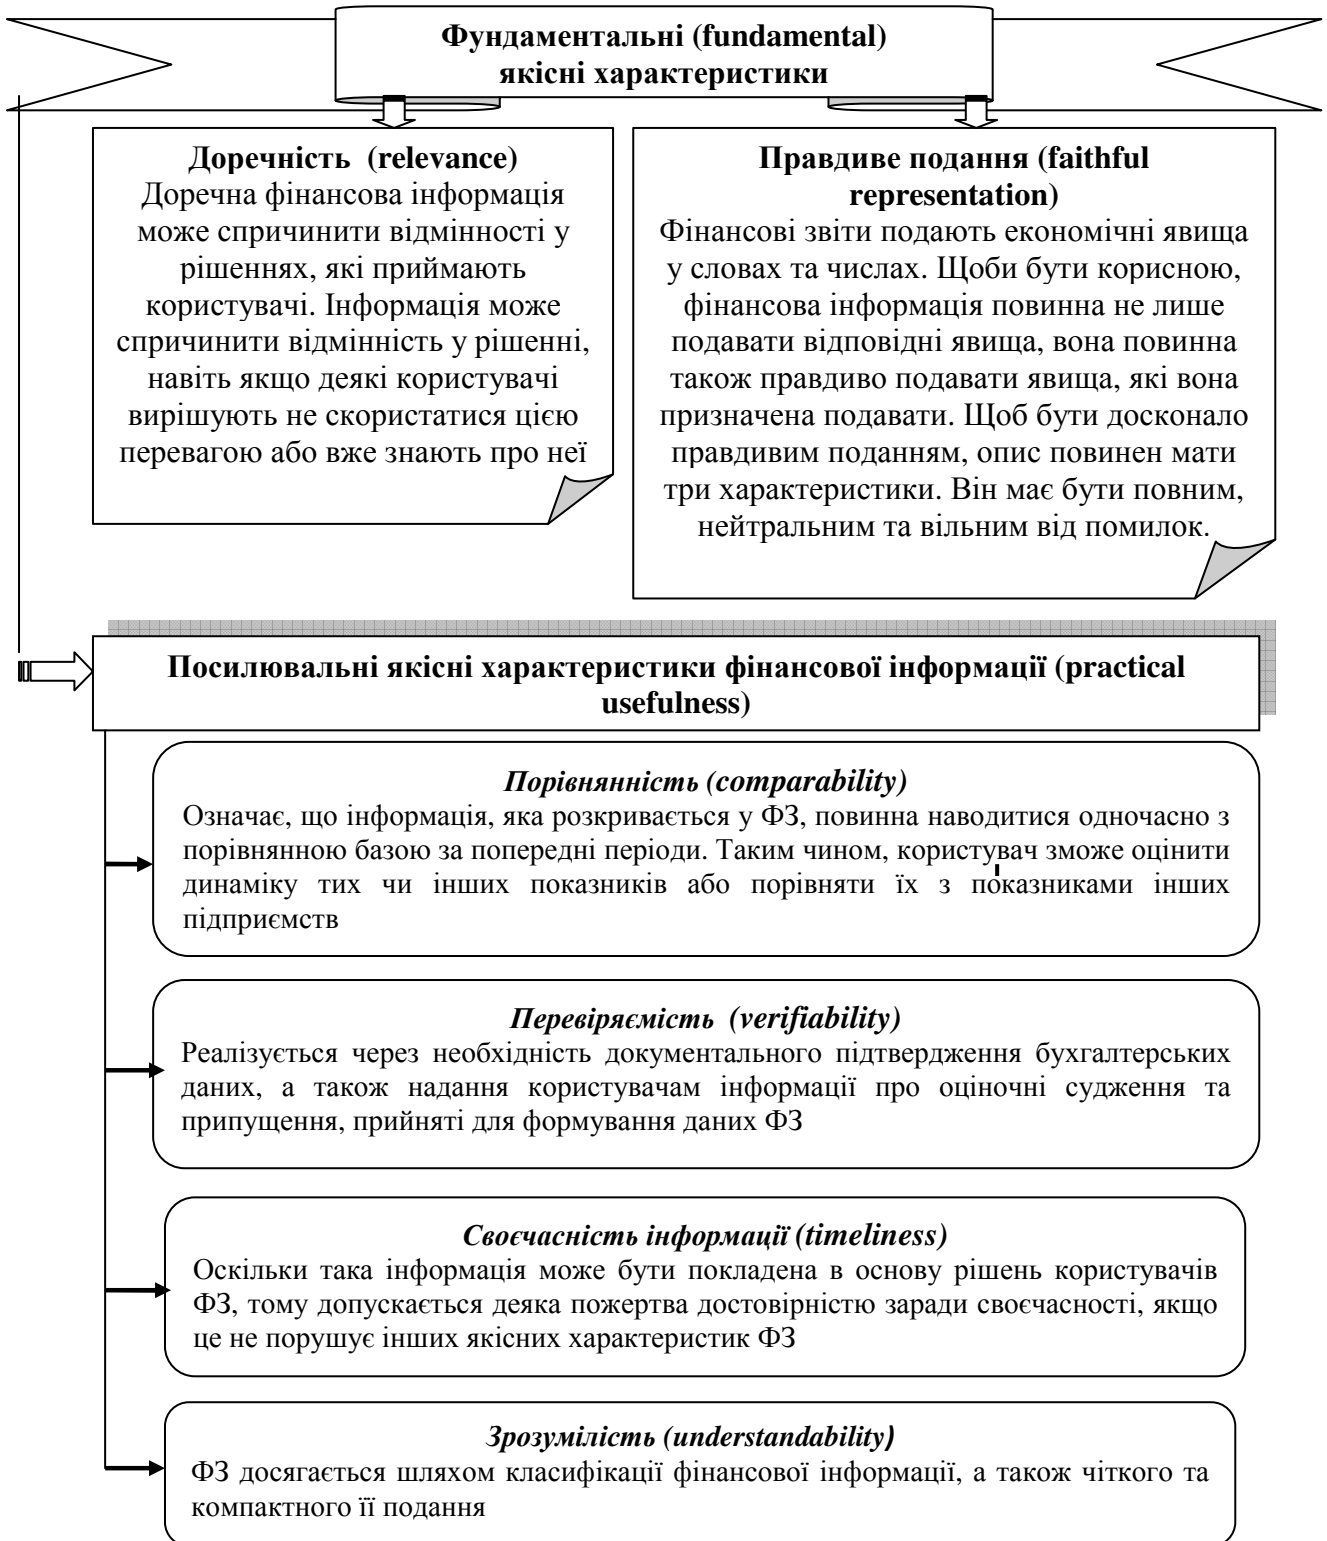 Фундаментальні (fundamental)
якісні характеристики
Доречність (relevance)
Доречна фінансова інформація
може спричинити відмінності у
рішеннях, які приймають
користувачі. Інформація може
спричинити відмінність у рішенні,
навіть якщо деякі користувачі
вирішують не скористатися цією
перевагою або вже знають про неї
Правдиве подання (faithful
representation)
Фінансові звіти подають економічні явища
у словах та числах. Щоби бути корисною,
фінансова інформація повинна не лише
подавати відповідні явища, вона повинна
також правдиво подавати явища, які вона
призначена подавати. Щоб бути досконало
правдивим поданням, опис повинен мати
три характеристики. Він має бути повним,
нейтральним та вільним від помилок.
Посилювальні якісні характеристики фінансової інформації (practical
usefulness)
Порівнянність (comparability)
Означає, що інформація, яка розкривається у ФЗ, повинна наводитися одночасно з
порівнянною базою за попередні періоди. Таким чином, користувач зможе оцінити
динаміку тих чи інших показників або порівняти їх з показниками інших
підприємств
Перевіряємість (verifiability)
Реалізується через необхідність документального підтвердження бухгалтерських
даних, а також надання користувачам інформації про оціночні судження та
припущення, прийняті для формування даних ФЗ
Своєчасність інформації (timeliness)
Оскільки така інформація може бути покладена в основу рішень користувачів
ФЗ, тому допускається деяка пожертва достовірністю заради своєчасності, якщо
це не порушує інших якісних характеристик ФЗ
Зрозумілість (understandability)
ФЗ досягається шляхом класифікації фінансової інформації, а також чіткого та
компактного її подання